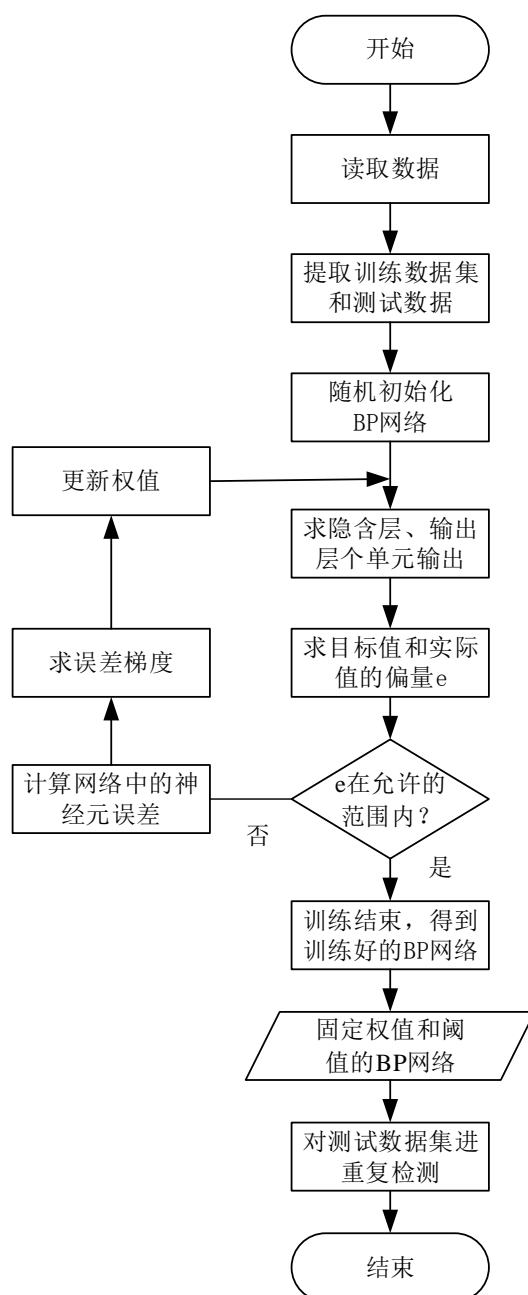 开始
读取数据
提取训练数据集
和测试数据
随机初始化
BP网络
更新权值
求隐含层、输出
层个单元输出
求误差梯度
求目标值和实际
值的偏量e
计算网络中的神
经元误差
e在允许的
范围内？
否
是
训练结束，得到
训练好的BP网络
固定权值和阈
值的BP网络
对测试数据集进
重复检测
结束